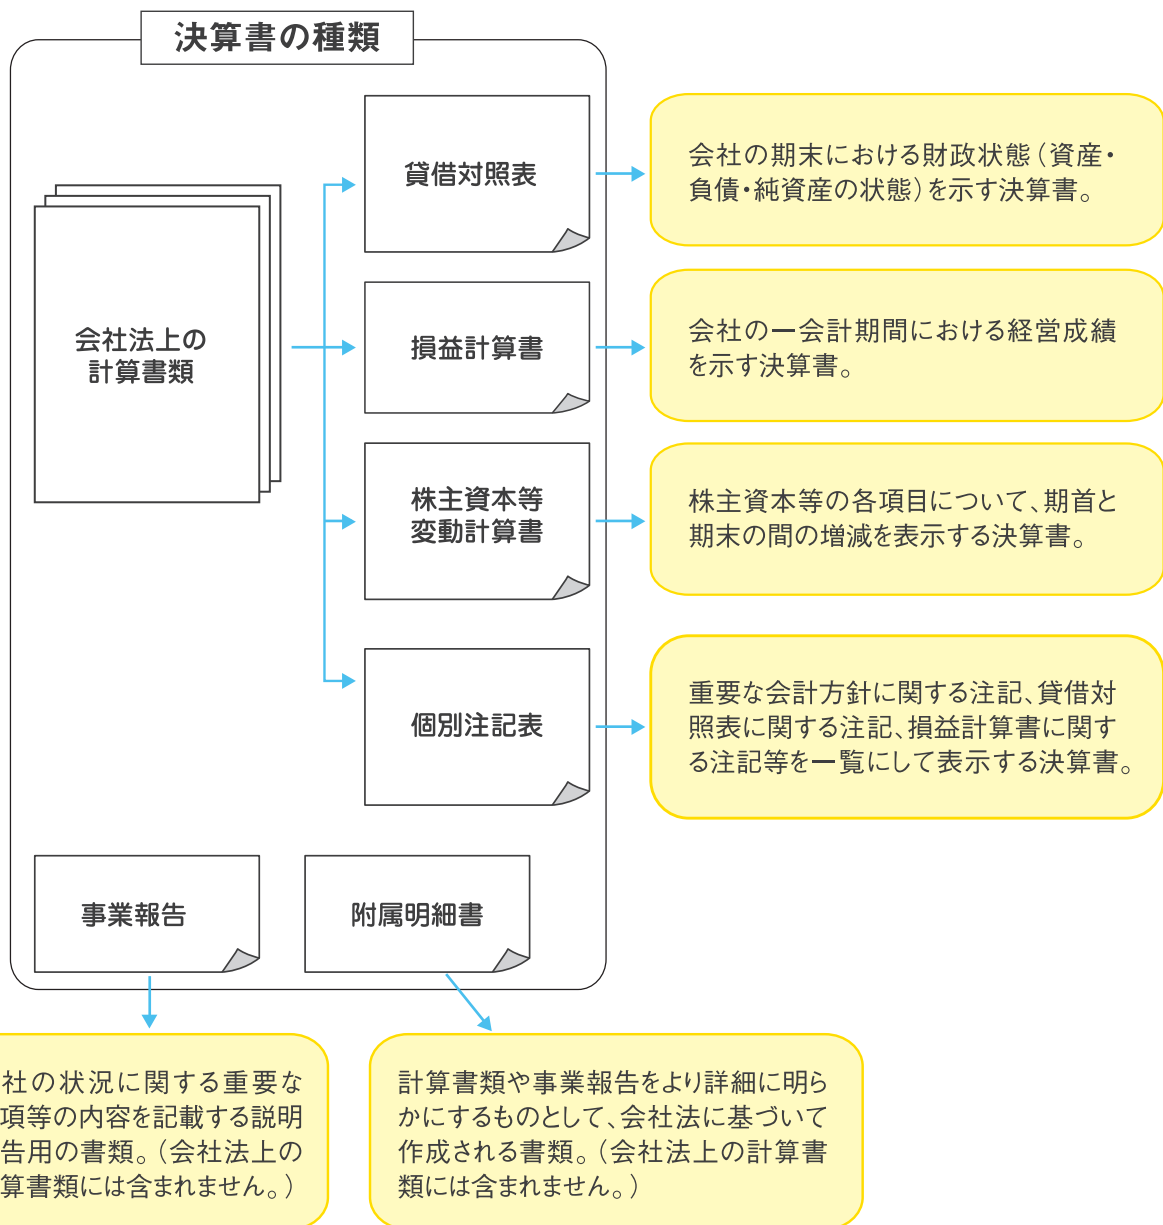 決算書の種類
会社法上の
計算書類
貸借対照表
会社の期末における財政状態（資産・
負債・純資産の状態）を示す決算書。
損益計算書
会社の一会計期間における経営成績
を示す決算書。
株主資本等
変動計算書
株主資本等の各項目について、期首と
期末の間の増減を表示する決算書。
個別注記表
重要な会計方針に関する注記、貸借対
照表に関する注記、損益計算書に関す
る注記等を一覧にして表示する決算書。
事業報告
社の状況に関する重要な
項等の内容を記載する説明
告用の書類。（会社法上の
算書類には含まれません。）
附属明細書
計算書類や事業報告をより詳細に明ら
かにするものとして、会社法に基づいて
作成される書類。（会社法上の計算書
類には含まれません。）